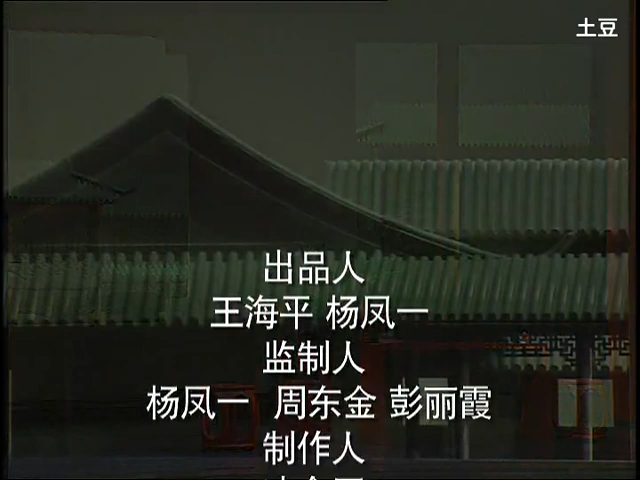 土豆
出品人
王海平 杨凤一
监制人
杨凤一 周东金 彭丽霞
制作人